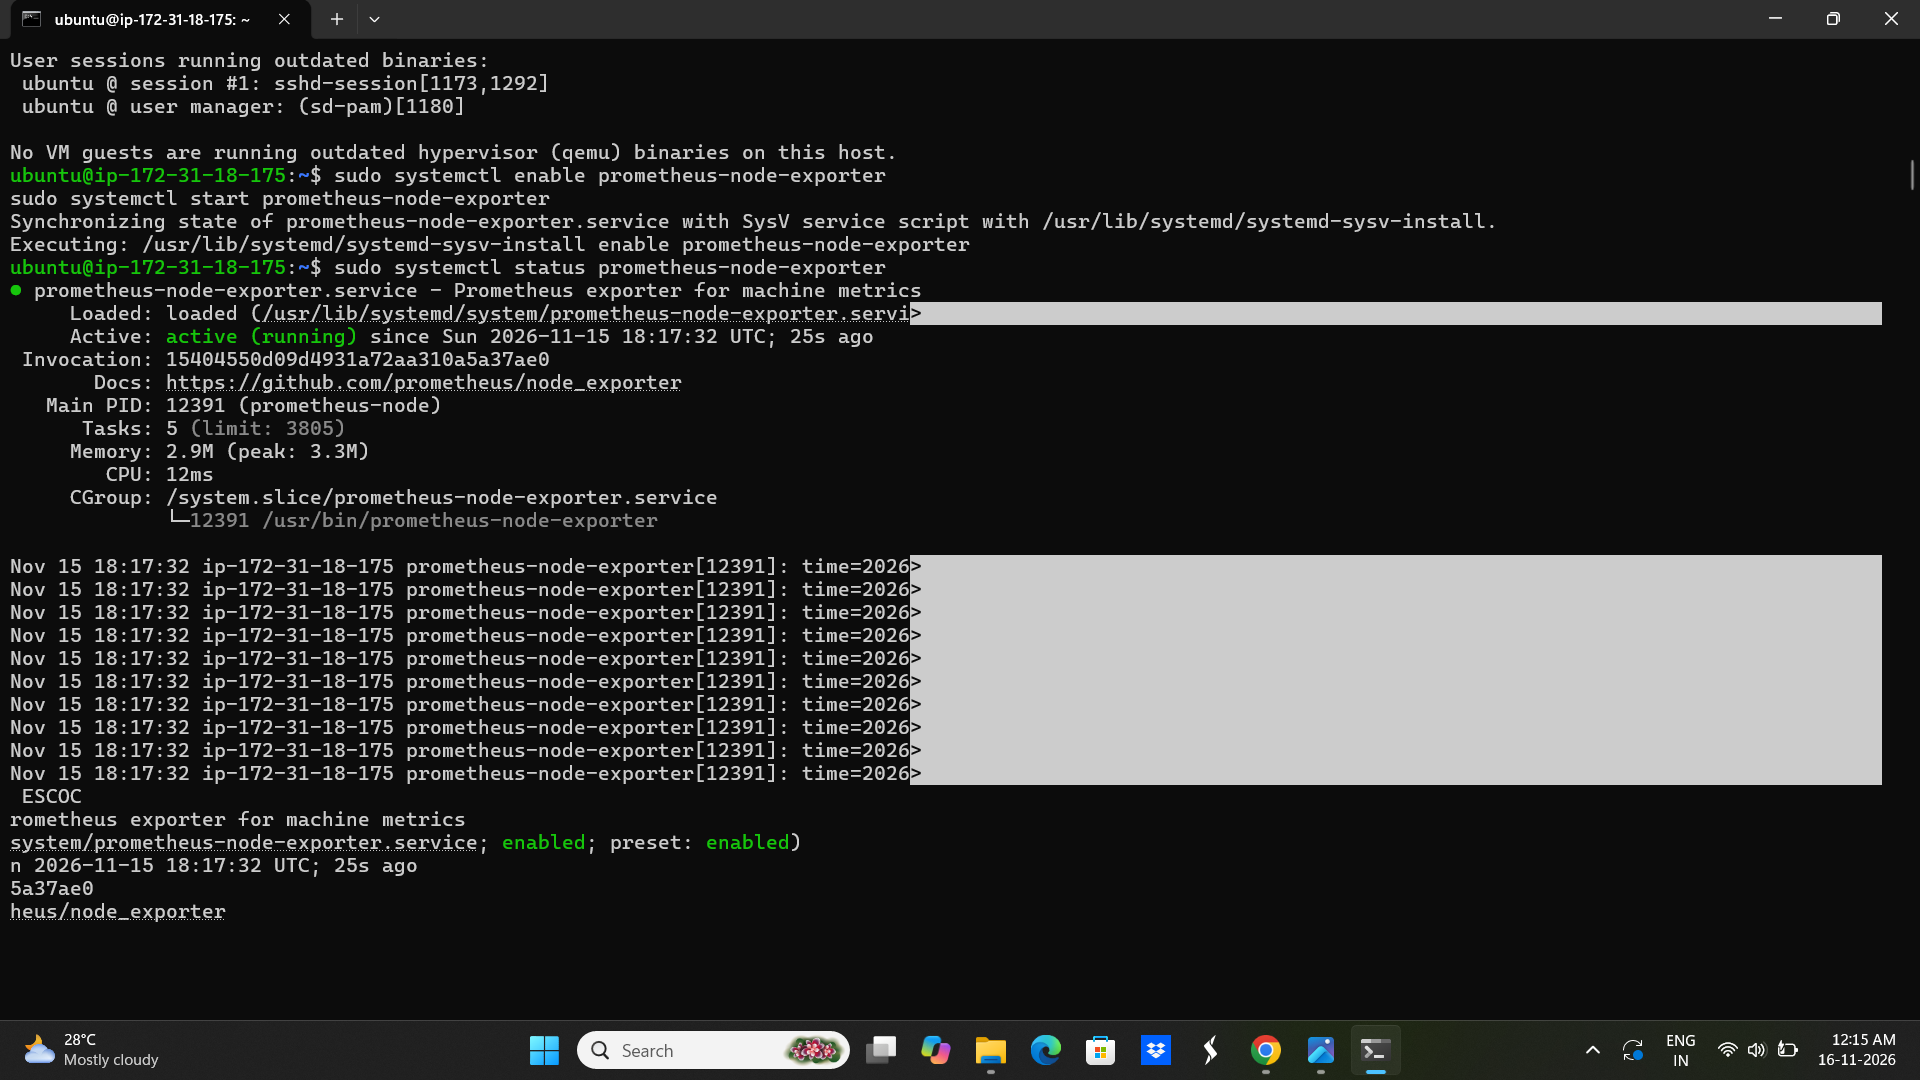 ubuntu@ip-172-31-18-175: ~
User sessions running outdated binaries:
 ubuntu @ session #1: sshd-session[1173,1292]
 ubuntu @ user manager: (sd-pam)[1180]
No VM guests are running outdated hypervisor (qemu) binaries on this host.
ubuntu@ip-172-31-18-175:~$ sudo systemctl enable prometheus-node-exporter
sudo systemctl start prometheus-node-exporter
Synchronizing state of prometheus-node-exporter.service with SysV service script with /usr/lib/systemd/systemd-sysv-install.
Executing: /usr/lib/systemd/systemd-sysv-install enable prometheus-node-exporter
ubuntu@ip-172-31-18-175:~$ sudo systemctl status prometheus-node-exporter
● prometheus-node-exporter.service - Prometheus exporter for machine metrics
     Loaded: loaded (/usr/lib/systemd/system/prometheus-node-exporter.servi>
     Active: active (running) since Sun 2026-11-15 18:17:32 UTC; 25s ago
 Invocation: 15404550d09d4931a72aa310a5a37ae0
       Docs: https://github.com/prometheus/node_exporter
   Main PID: 12391 (prometheus-node)
      Tasks: 5 (limit: 3805)
     Memory: 2.9M (peak: 3.3M)
        CPU: 12ms
     CGroup: /system.slice/prometheus-node-exporter.service
             └─12391 /usr/bin/prometheus-node-exporter
Nov 15 18:17:32 ip-172-31-18-175 prometheus-node-exporter[12391]: time=2026>
Nov 15 18:17:32 ip-172-31-18-175 prometheus-node-exporter[12391]: time=2026>
Nov 15 18:17:32 ip-172-31-18-175 prometheus-node-exporter[12391]: time=2026>
Nov 15 18:17:32 ip-172-31-18-175 prometheus-node-exporter[12391]: time=2026>
Nov 15 18:17:32 ip-172-31-18-175 prometheus-node-exporter[12391]: time=2026>
Nov 15 18:17:32 ip-172-31-18-175 prometheus-node-exporter[12391]: time=2026>
Nov 15 18:17:32 ip-172-31-18-175 prometheus-node-exporter[12391]: time=2026>
Nov 15 18:17:32 ip-172-31-18-175 prometheus-node-exporter[12391]: time=2026>
Nov 15 18:17:32 ip-172-31-18-175 prometheus-node-exporter[12391]: time=2026>
Nov 15 18:17:32 ip-172-31-18-175 prometheus-node-exporter[12391]: time=2026>
 ESCOC
rometheus exporter for machine metrics
system/prometheus-node-exporter.service; enabled; preset: enabled)
n 2026-11-15 18:17:32 UTC; 25s ago
5a37ae0
heus/node_exporter
28°C
Mostly cloudy
Search
ENG
IN
12:15 AM
16-11-2026